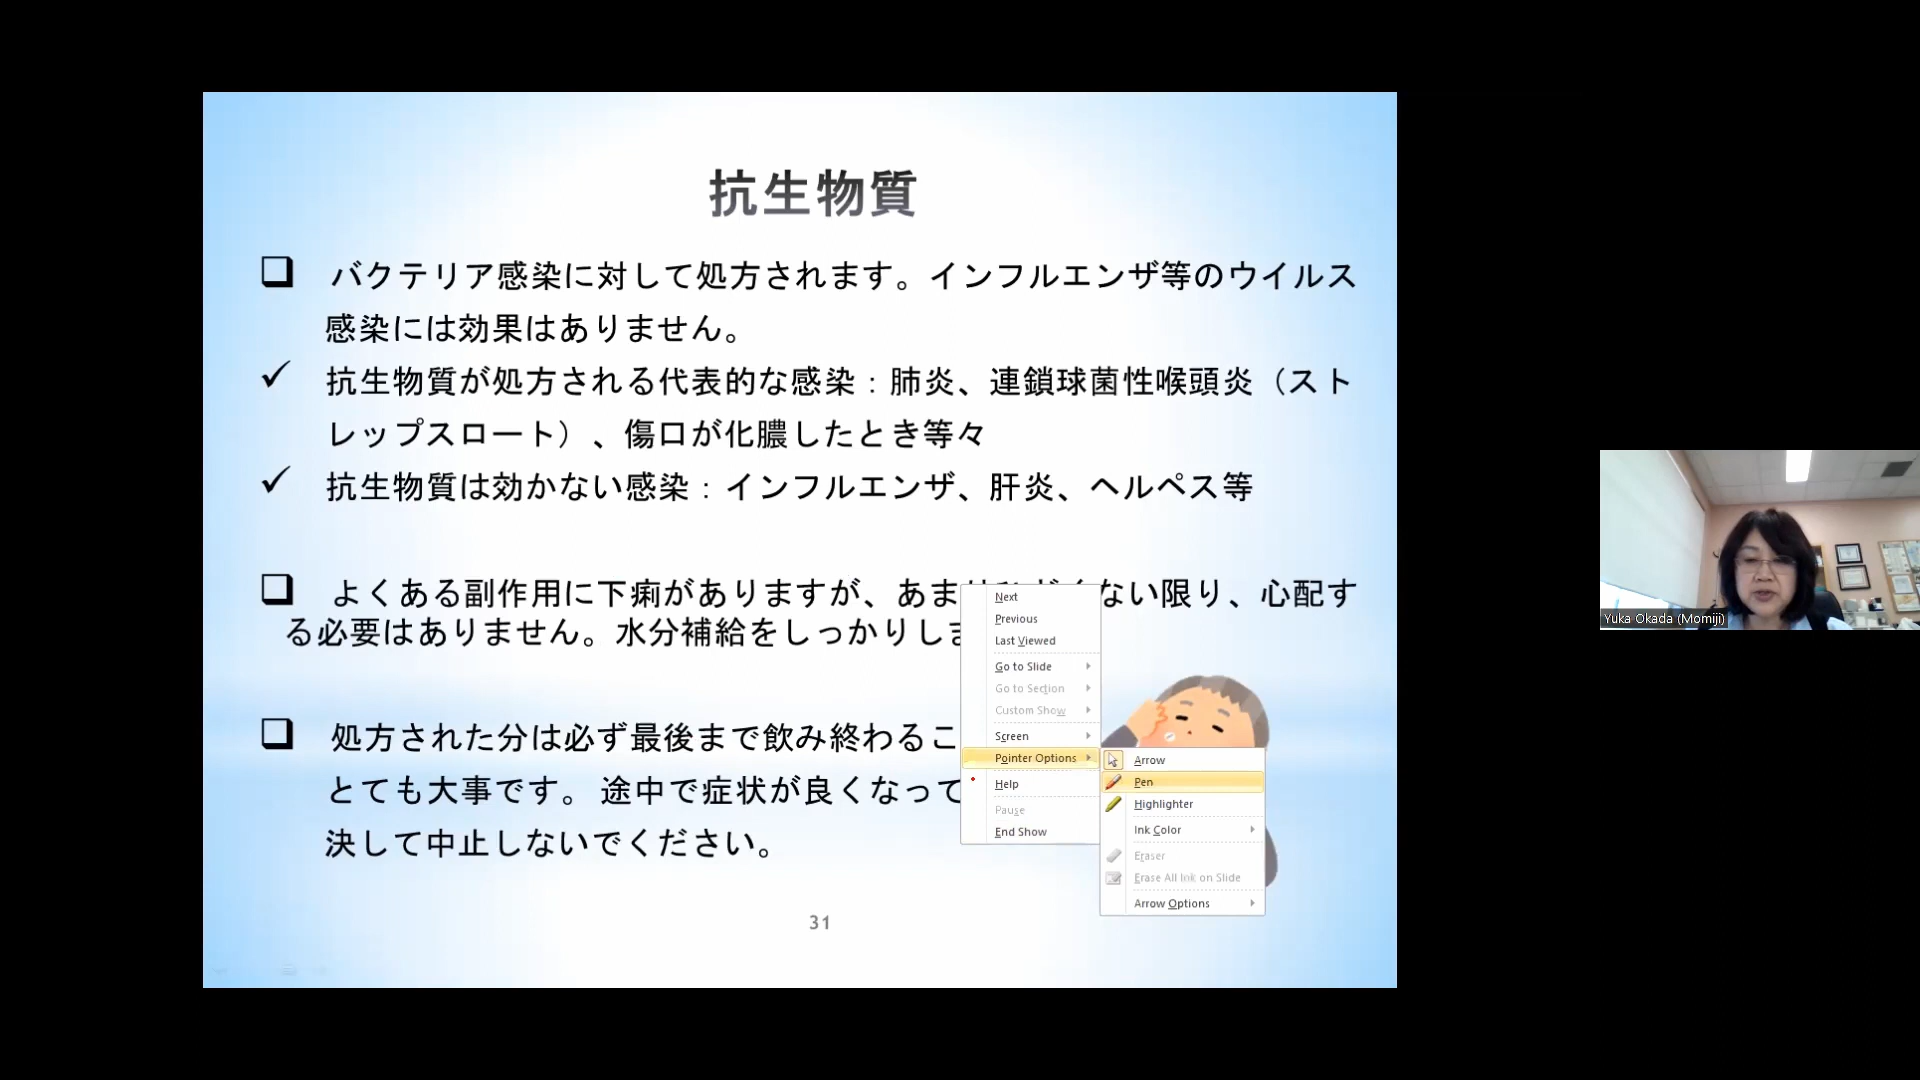 抗生物質
❑ バクテリア感染に対して処方されます。インフルエンザ等のウイルス
感染には効果はありません。
✓ 抗生物質が処方される代表的な感染：肺炎、連鎖球菌性喉頭炎（スト
レップスロート）、傷口が化膿したとき等々
✓ 抗生物質は効かない感染：インフルエンザ、肝炎、ヘルペス等
❑ よくある副作用に下痢がありますが、あま ない限り、心配す
る必要はありません。水分補給をしっかりしま
❑ 処方された分は必ず最後まで飲み終わるこ
とても大事です。 途中で症状が良くなって
決して中止しないでください。
31
Next
Previous
Last Viewed
Go to Slide
Go to Section
Custom Show
Screen
Pointer Options
Help
Pause
End Show
Arrow
Pen
Highlighter
Ink Color
Eraser
Erase All Ink on Slide
Arrow Options
Yuka Okada (Momiji)